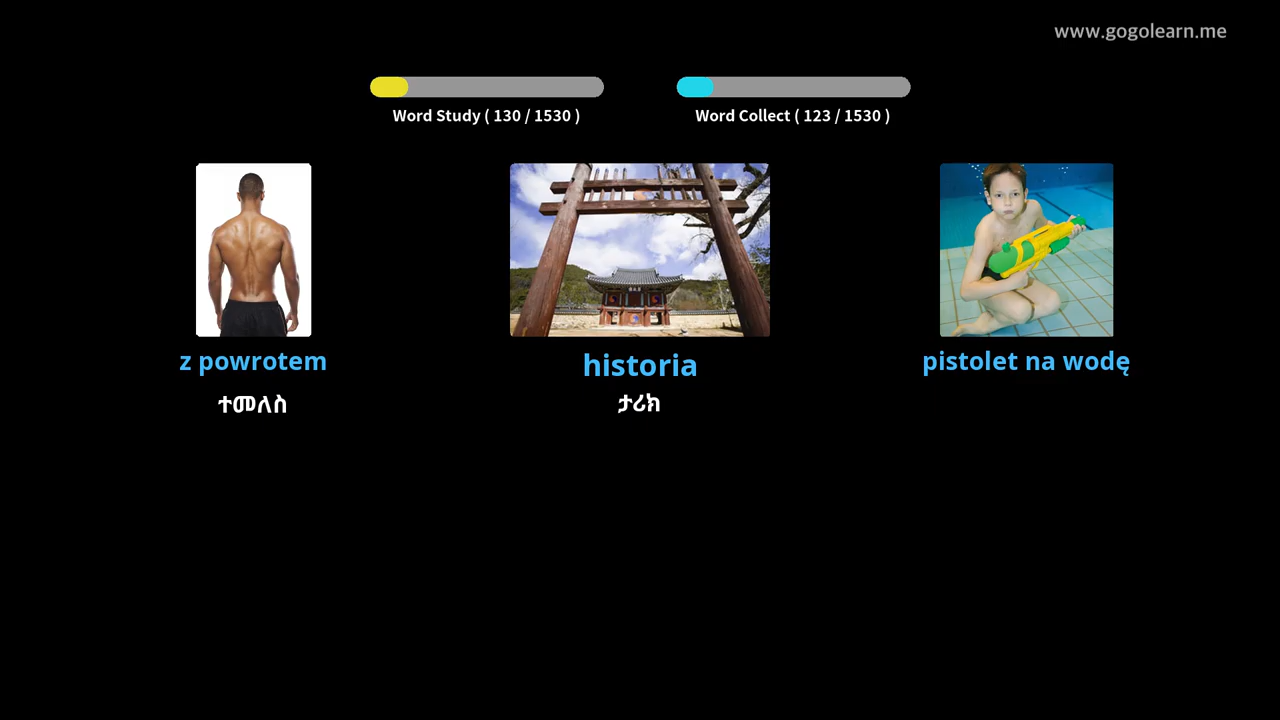 www.gogolearn.me
Word Study ( 130 / 1530 )
Word Collect ( 123 / 1530 )
z powrotem
historia
pistolet na wodę
ተመለስ
ታሪክ